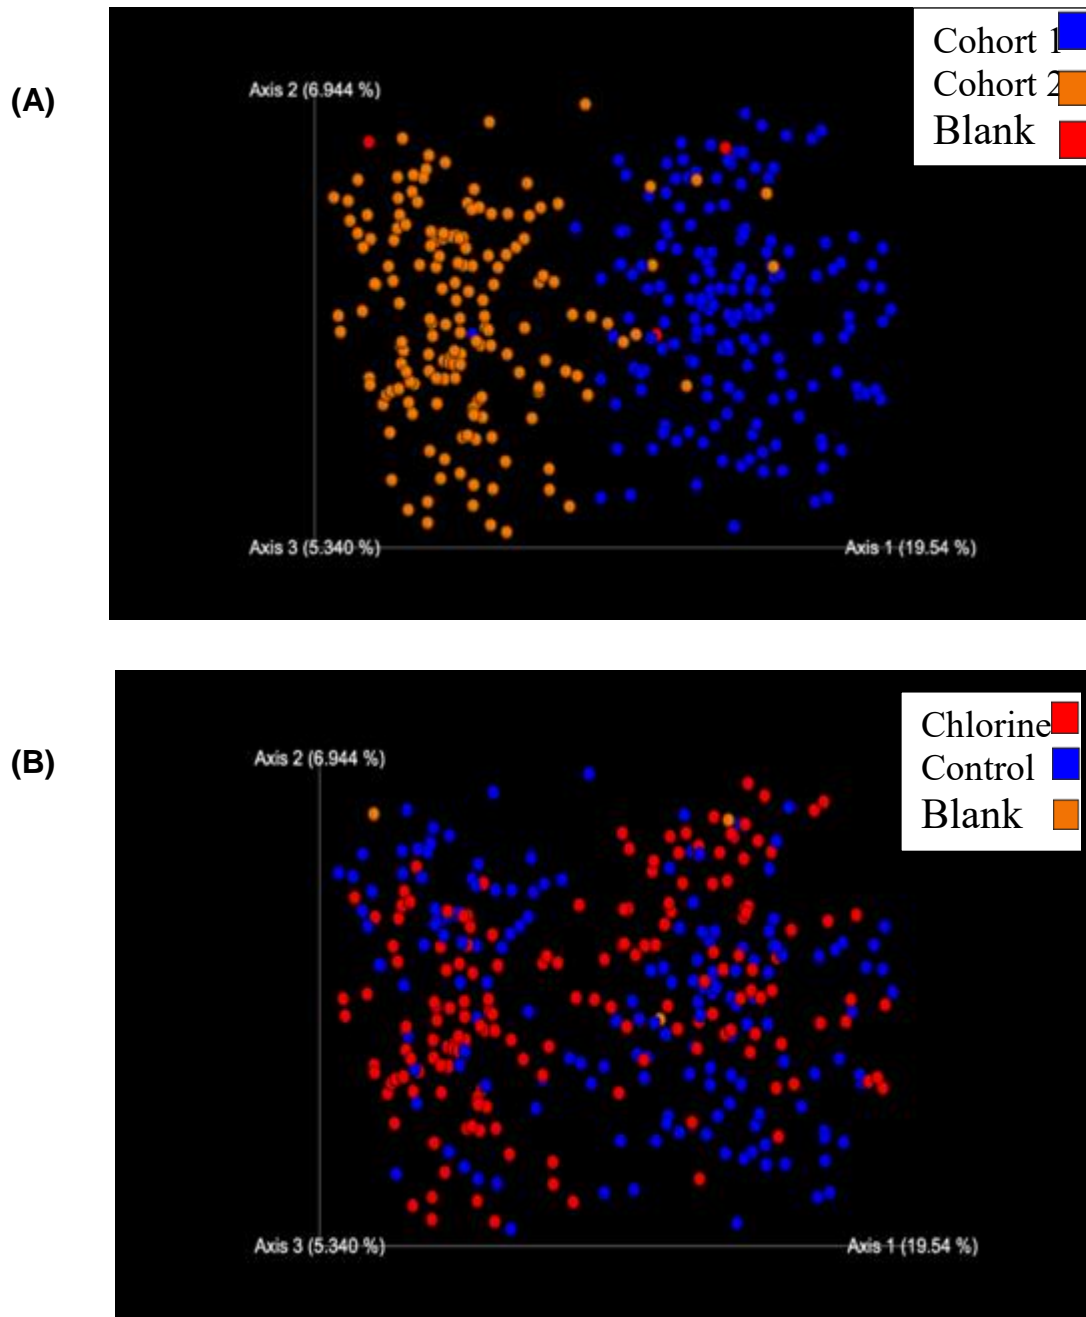 (A)
Axis 2 (6.944 %)
Cohort 1
Cohort 2
Blank
Axis 3 (5.340 %)
Axis 1 (19.54 %)
(B)
Axis 2 (6.944 %)
Chlorine
Control
Blank
Axis 3 (5.340 %)
Axis 1 (19.54 %)